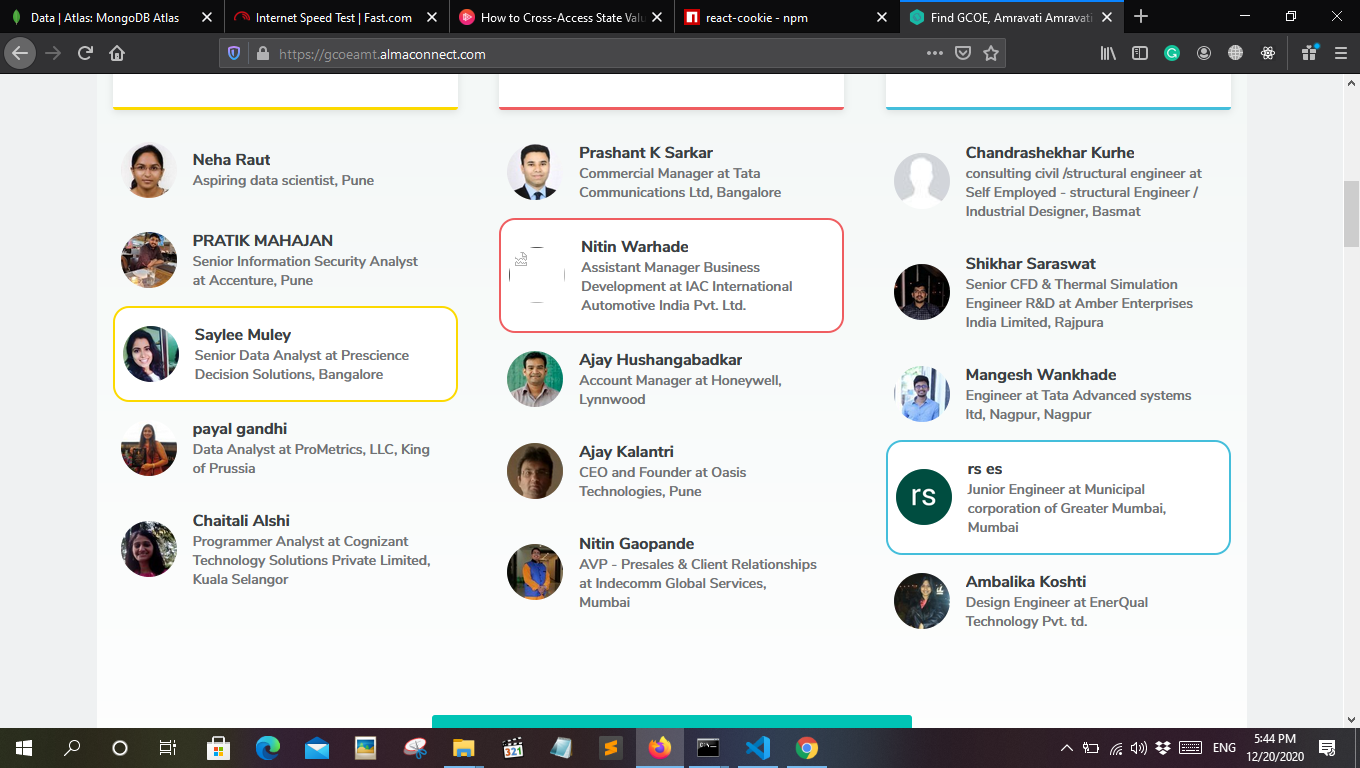 Data | Atlas: MongoDB Atlas
Internet Speed Test | Fast.com
How to Cross-Access State Valu
react-cookie - npm
Find GCOE, Amravati Amravati
https://gcoeamt.almaconnect.com
Neha Raut
Aspiring data scientist, Pune
PRATIK MAHAJAN
Senior Information Security Analyst
at Accenture, Pune
Saylee Muley
Senior Data Analyst at Prescience
Decision Solutions, Bangalore
payal gandhi
Data Analyst at ProMetrics, LLC, King
of Prussia
Chaitali Alshi
Programmer Analyst at Cognizant
Technology Solutions Private Limited,
Kuala Selangor
Prashant K Sarkar
Commercial Manager at Tata
Communications Ltd, Bangalore
Nitin Warhade
Assistant Manager Business
Development at IAC International
Automotive India Pvt. Ltd.
Ajay Hushangabadkar
Account Manager at Honeywell,
Lynnwood
Ajay Kalantri
CEO and Founder at Oasis
Technologies, Pune
Nitin Gaopande
AVP - Presales & Client Relationships
at Indecomm Global Services,
Mumbai
Chandrashekhar Kurhe
consulting civil /structural engineer at
Self Employed - structural Engineer /
Industrial Designer, Basmat
Shikhar Saraswat
Senior CFD & Thermal Simulation
Engineer R&D at Amber Enterprises
India Limited, Rajpura
Mangesh Wankhade
Engineer at Tata Advanced systems
ltd, Nagpur, Nagpur
rs
rs es
Junior Engineer at Municipal
corporation of Greater Mumbai,
Mumbai
Ambalika Koshti
Design Engineer at EnerQual
Technology Pvt. td.
321
ENG
5:44 PM
12/20/2020